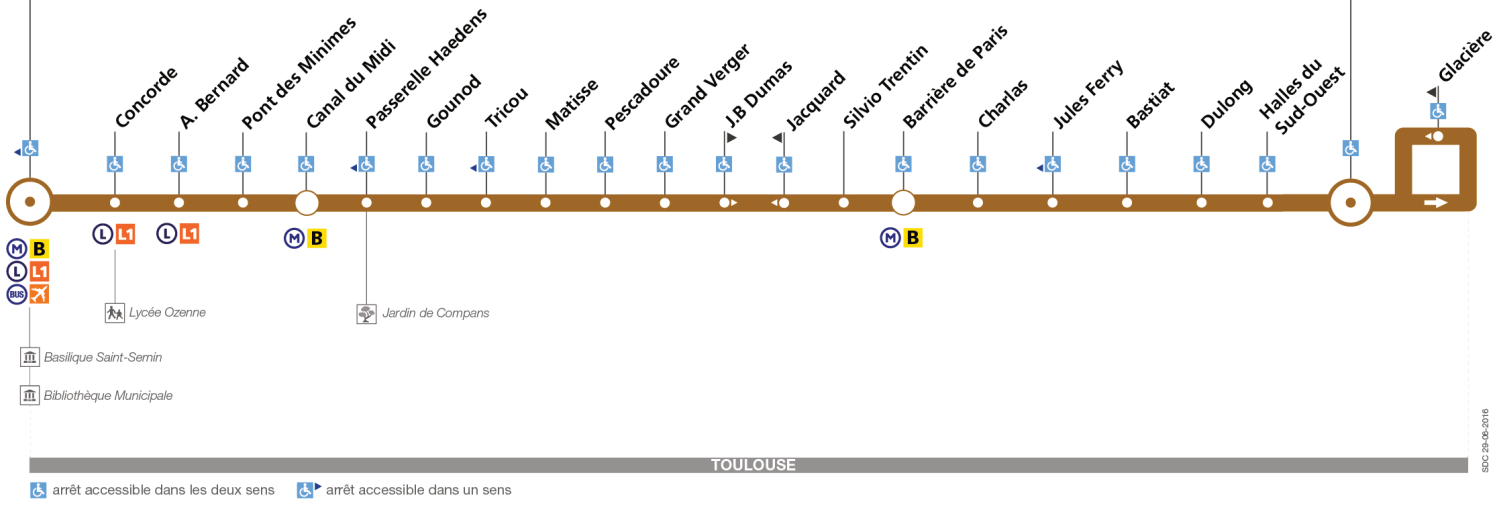 Concorde
A. Bernard
Pont des Minimes
Canal du Midi
Passerelle Haedens
Gounod
Tricou
Matisse
Pescadoure
Grand Verger
J.B Dumas
Jacquard
Silvio Trentin
Barrière de Paris
Charlas
Jules Ferry
Bastiat
Dulong
Halles du
Sud-Ouest
Glacière
M B
L L1
BUS
L L1
L L1
M B
M B
Lycée Ozenne
Jardin de Compans
Basilique Saint-Sernin
Bibliothèque Municipale
SDC 29-06-2016
TOULOUSE
arrêt accessible dans les deux sens
arrêt accessible dans un sens